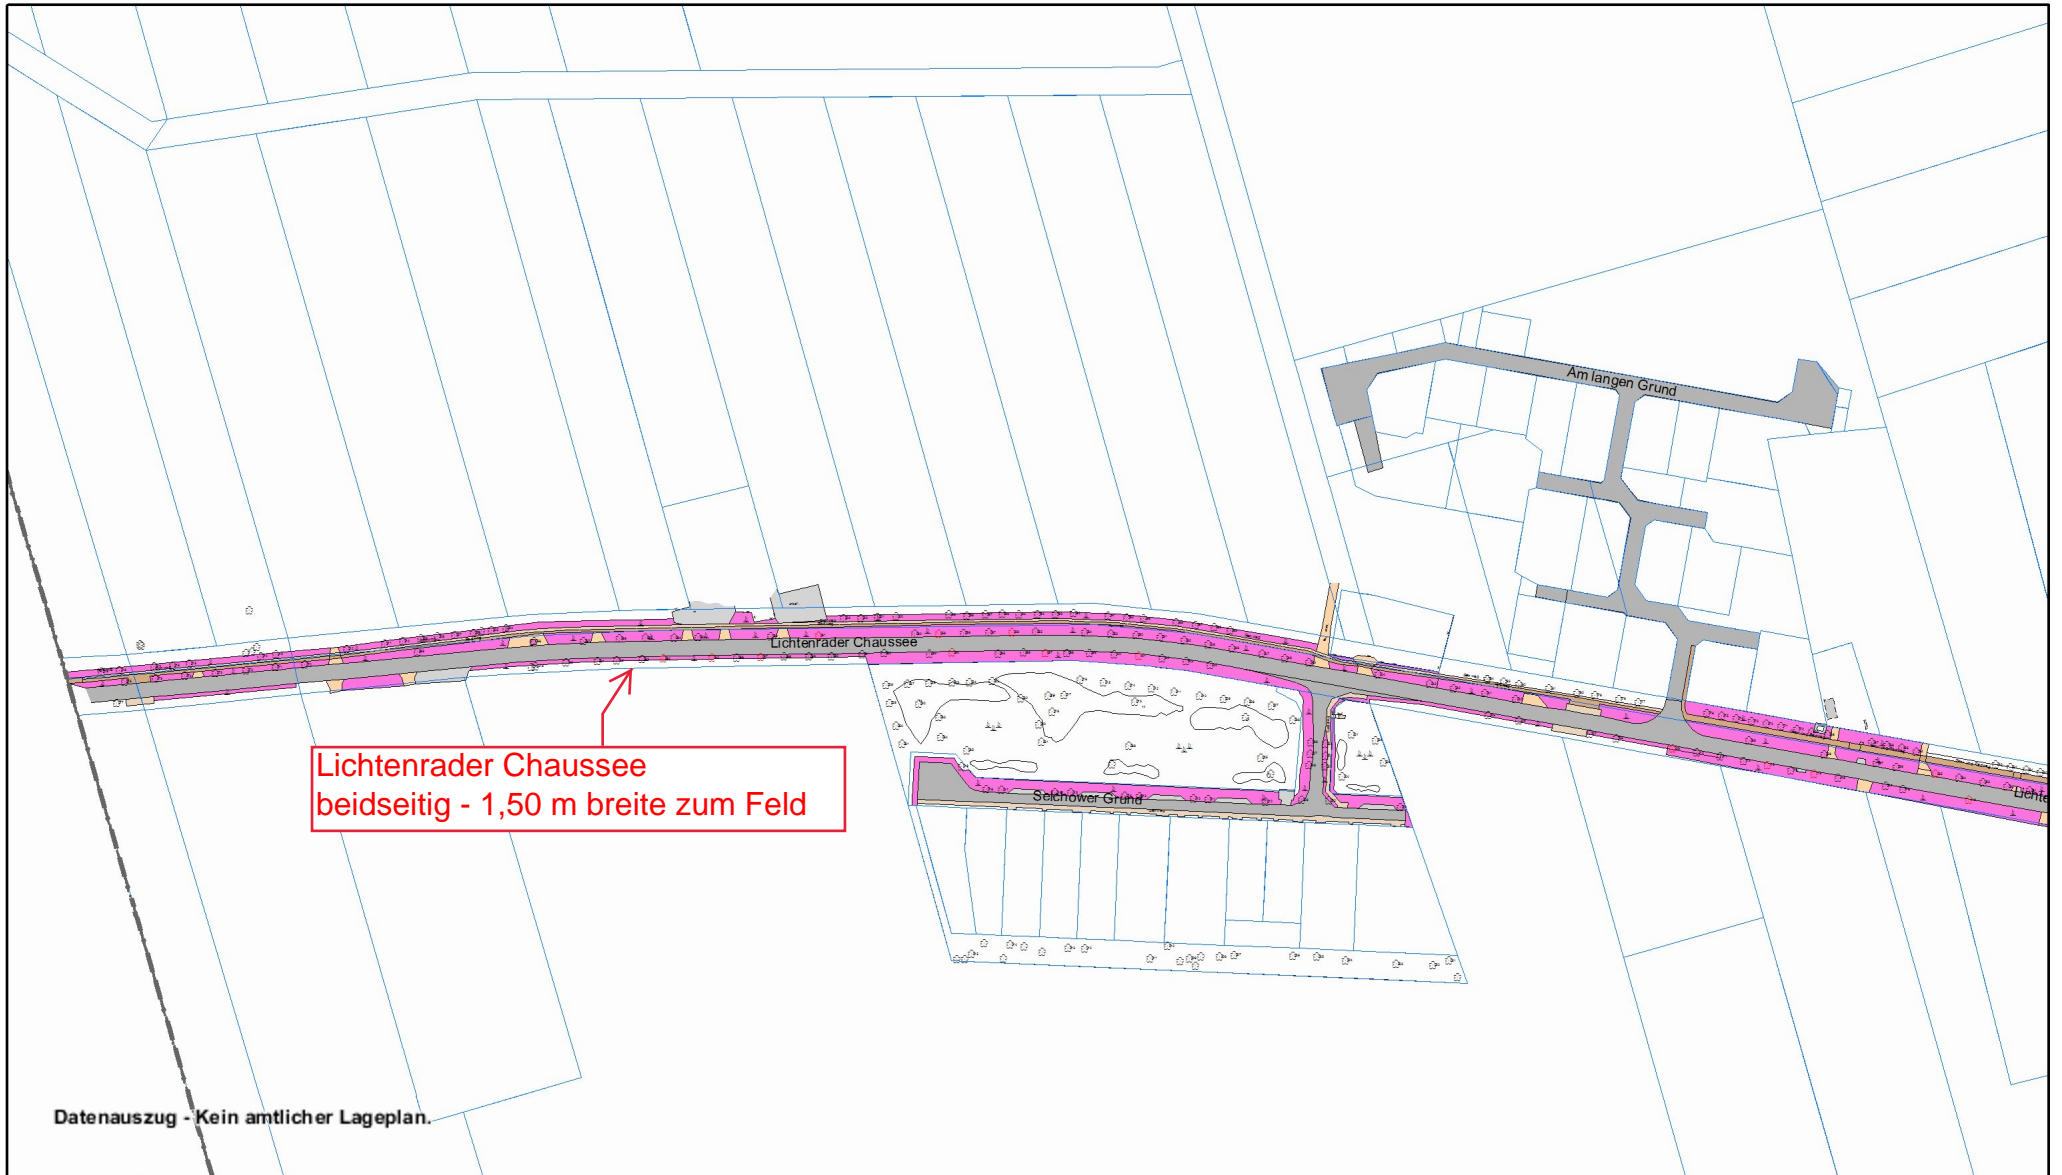 Am langen Grund
Lichtenrader Chaussee
Lichtenrader Chaussee
beidseitig - 1,50 m breite zum Feld
Selchower Grund
Lichte
Datenauszug - Kein amtlicher Lageplan.